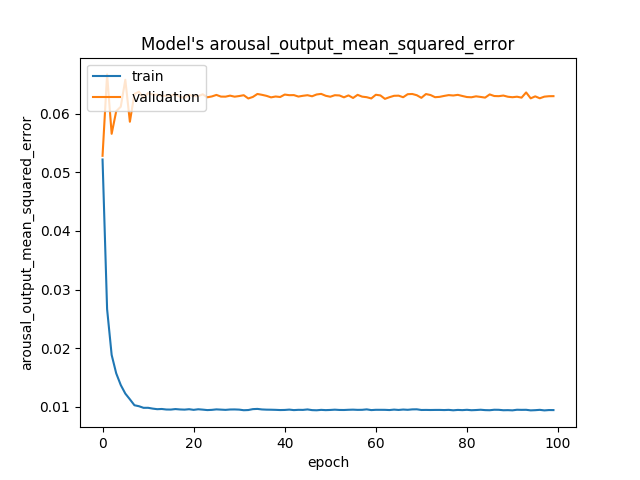 Model's arousal_output_mean_squared_error
train
validation
arousal_output_mean_squared_error
0.06
0.05
0.04
0.03
0.02
0.01
0 20 40 60 80 100
epoch